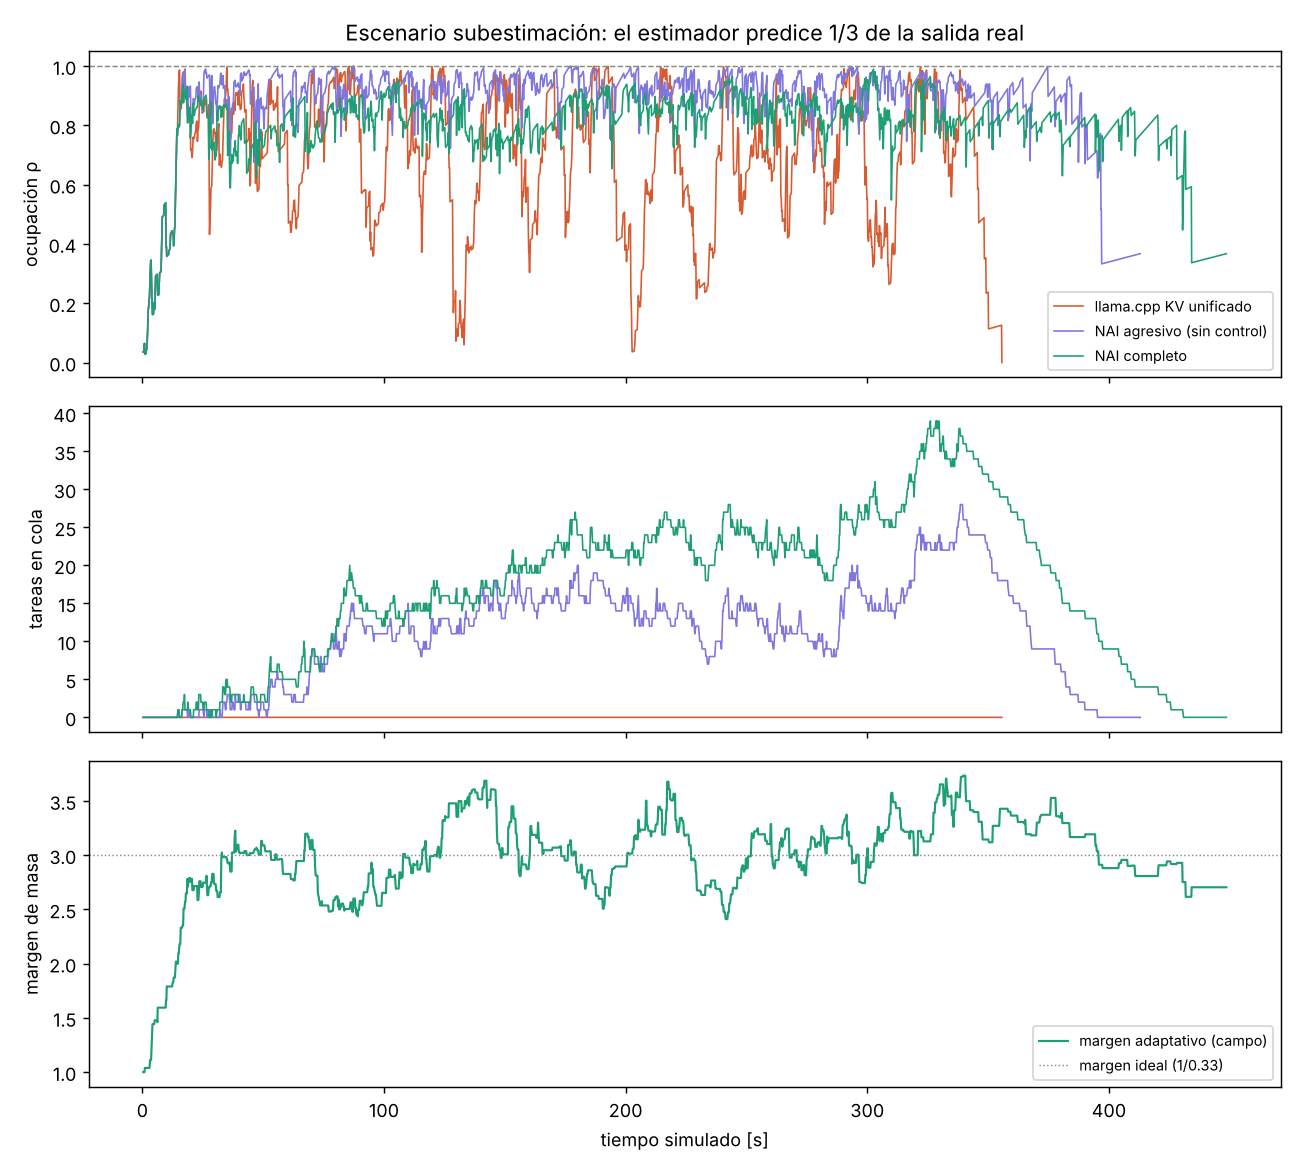 Escenario subestimación: el estimador predice 1/3 de la salida real
ocupación ρ
1.0
0.8
0.6
0.4
0.2
0.0
llama.cpp KV unificado
NAI agresivo (sin control)
NAI completo
tareas en cola
40
35
30
25
20
15
10
5
0
margen de masa
3.5
3.0
2.5
2.0
1.5
1.0
margen adaptativo (campo)
margen ideal (1/0.33)
0
100
200
300
400
tiempo simulado [s]